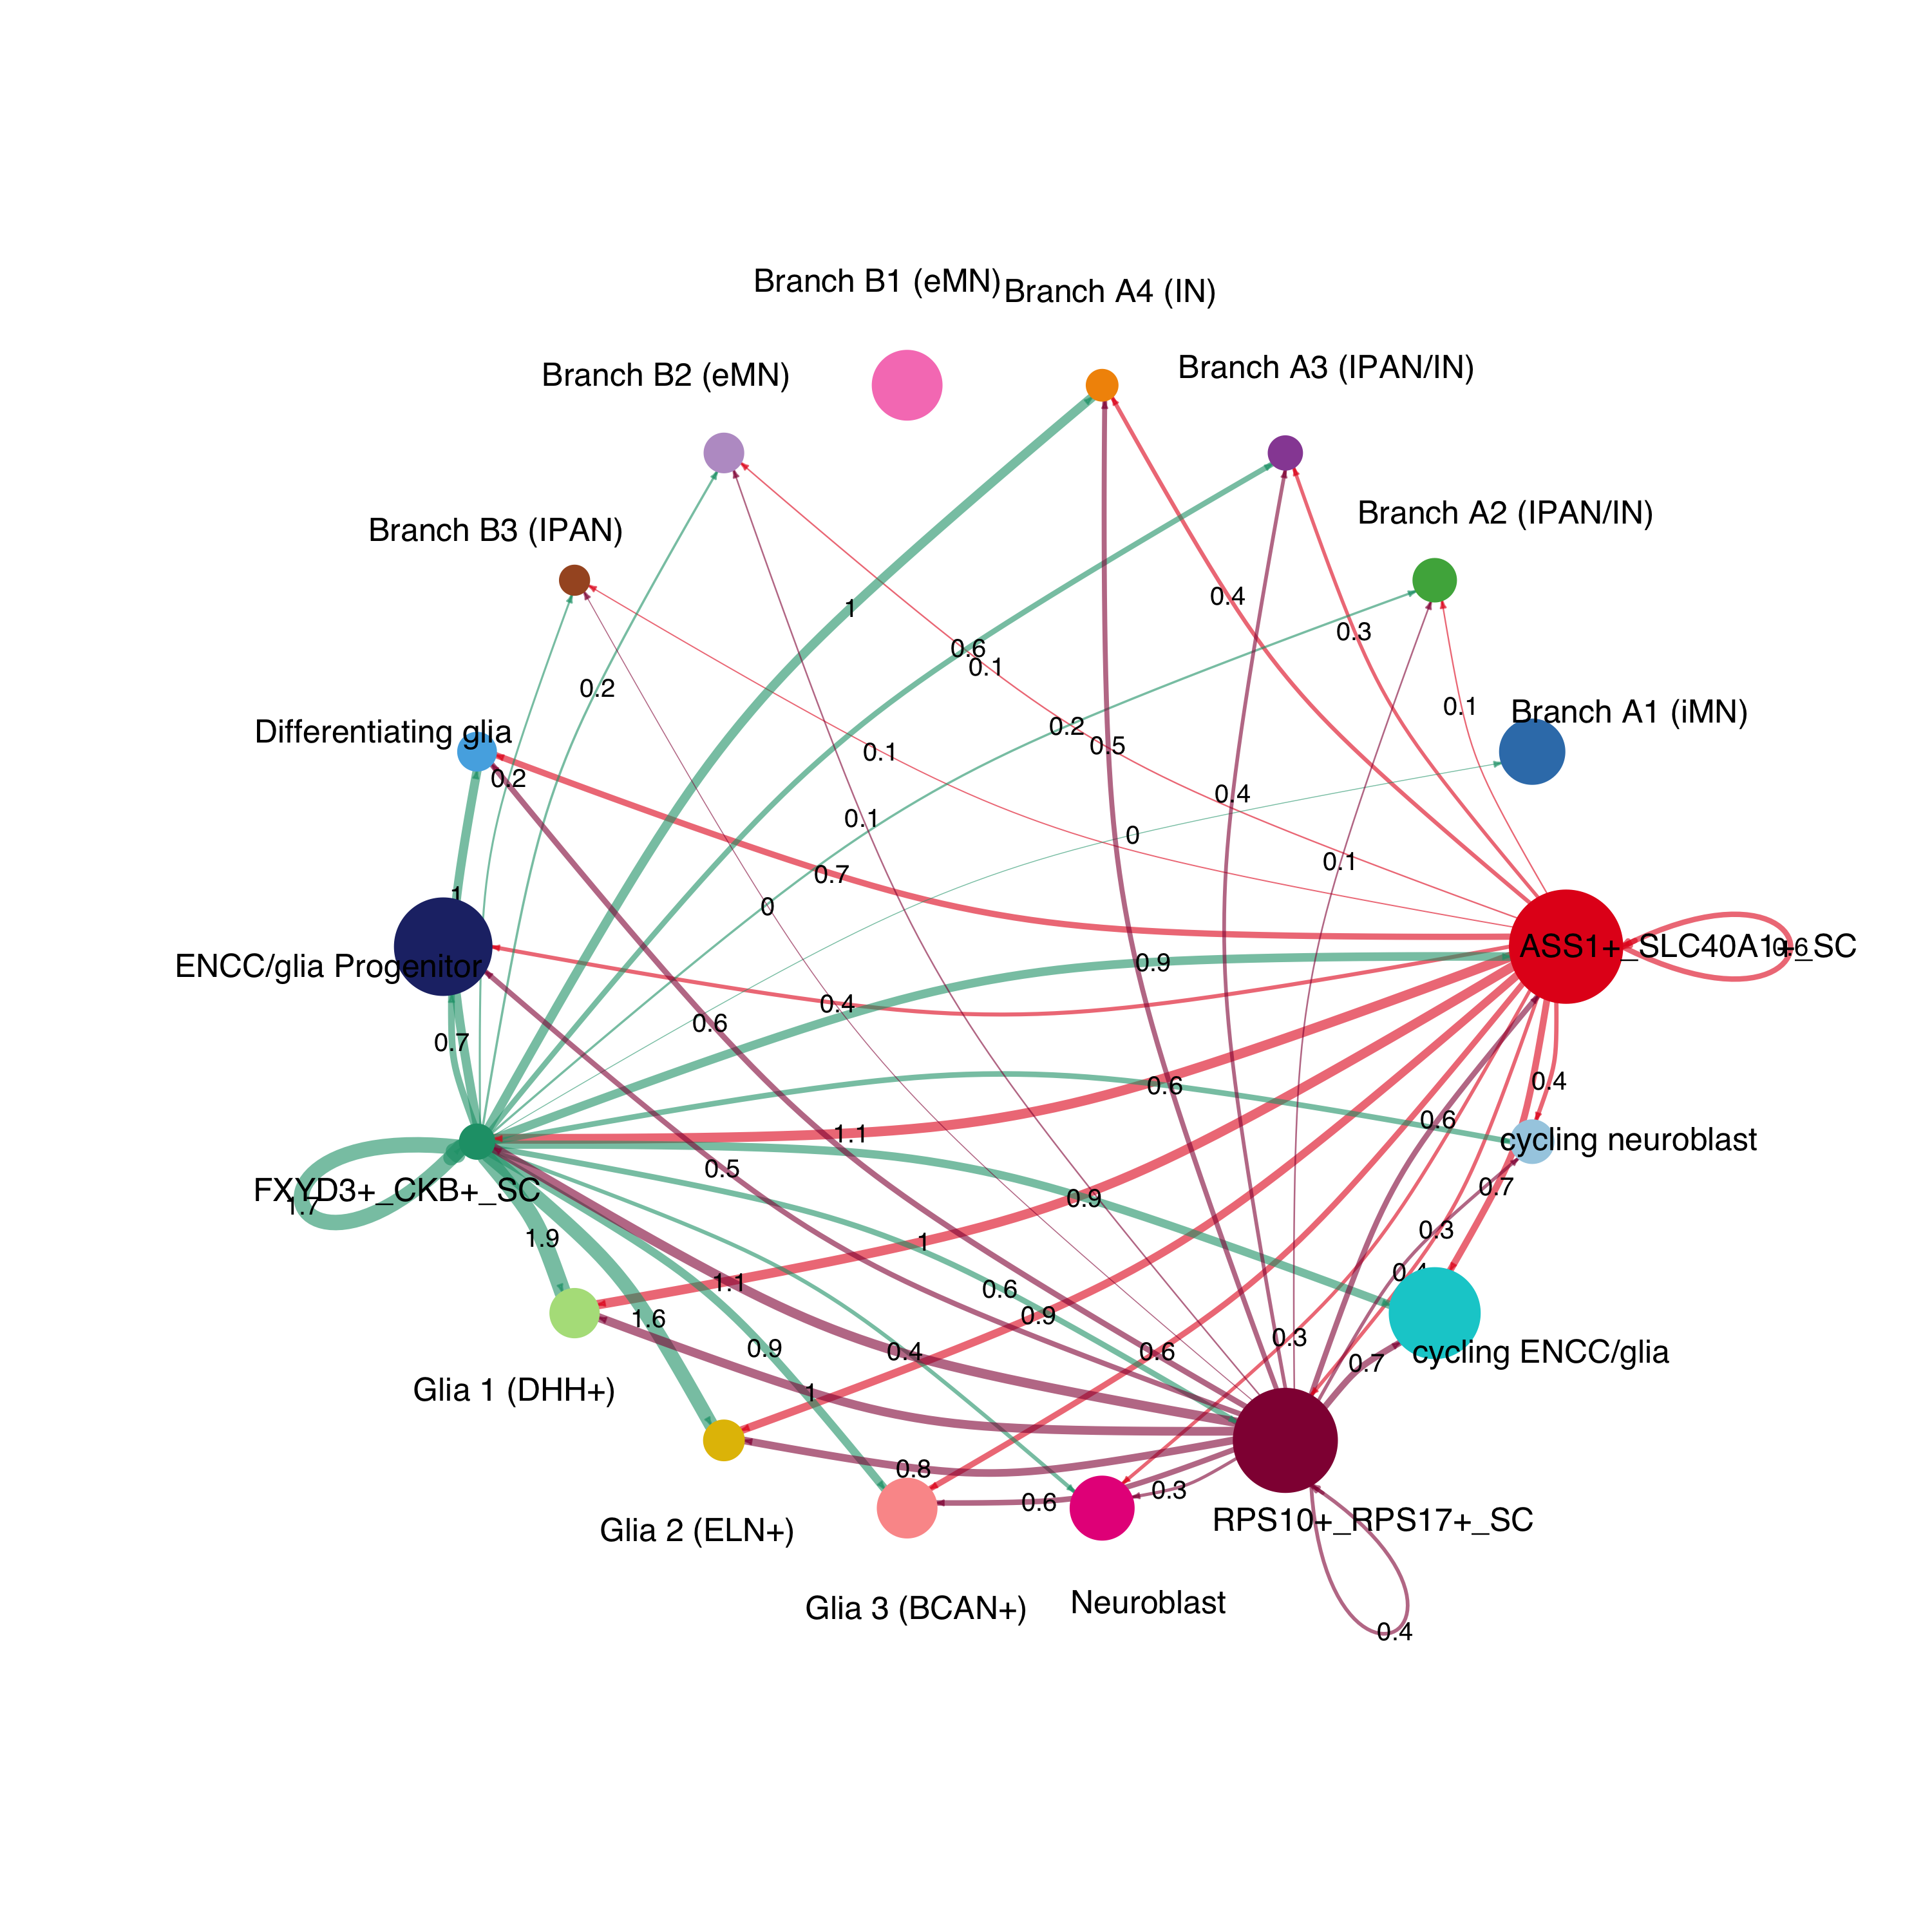 Branch B1 (eMN)
Branch A4 (IN)
Branch B2 (eMN)
Branch A3 (IPAN/IN)
Branch B3 (IPAN)
Branch A2 (IPAN/IN)
0.4
1
0.3
0.6
0.1
0.2
0.1
Branch A1 (iMN)
0.2
Differentiating glia
0.5
0.1
0.2
0.4
0.1
0
0.1
0.7
1
0
ASS1+_SLC40A1+_SC
0.6
0.9
ENCC/glia Progenitor
0.4
0.6
0.7
0.4
0.6
0.6
1.1
cycling neuroblast
0.5
0.7
FXYD3+_CKB+_SC
1.7
0.9
0.3
1.9
1
0.4
1.1
0.6
0.9
1.6
0.3
0.9
0.4
0.6
cycling ENCC/glia
0.7
Glia 1 (DHH+)
1
0.8
0.3
0.6
RPS10+_RPS17+_SC
Glia 2 (ELN+)
Neuroblast
Glia 3 (BCAN+)
0.4